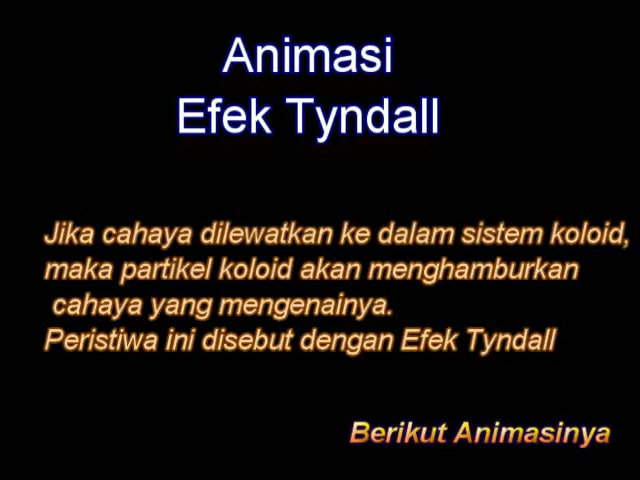 Animasi
Efek Tyndall
Jika cahaya dilewatkan ke dalam sistem koloid,
maka partikel koloid akan menghamburkan
cahaya yang mengenainya.
Peristiwa ini disebut dengan Efek Tyndall
Berikut Animasinya